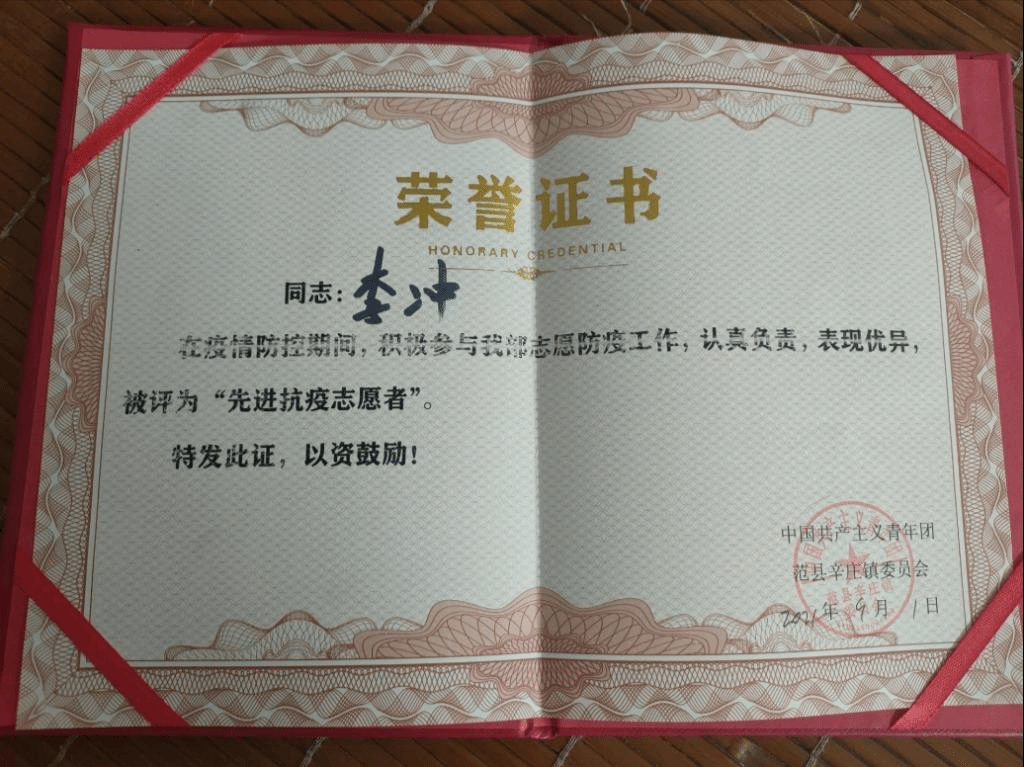 荣誉证书
HONORARY CREDENTIAL
同志：李冲
在疫情防控期间，积极参与我部志愿防疫工作，认真负责，表现优异，
被评为“先进抗疫志愿者”。
特发此证，以资鼓励！
中国共产主义青年团
范县辛庄镇委员会
2021年9月1日